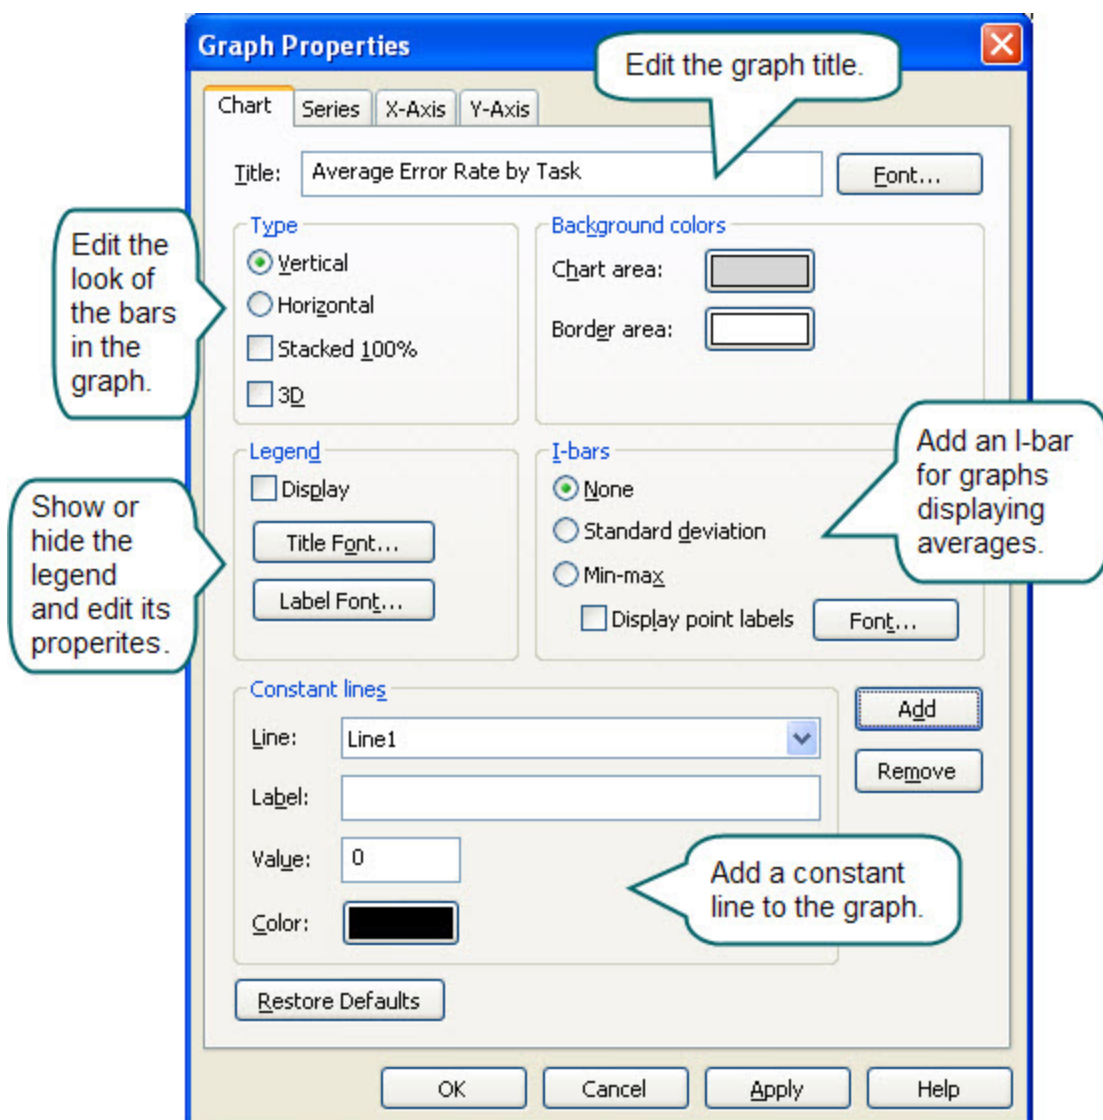 Graph Properties
Edit the graph title.
Chart
Series
X-Axis
Y-Axis
Title:
Average Error Rate by Task
Font...
Edit the
look of
the bars
in the
graph.
Type
Vertical
Horizontal
Stacked 100%
3D
Background colors
Chart area:
Border area:
Show or
hide the
legend
and edit its
properites.
Legend
Display
Title Font...
Label Font...
I-bars
None
Standard deviation
Min-max
Display point labels
Font...
Add an I-bar
for graphs
displaying
averages.
Constant lines
Line:
Line1
Label:
Value:
0
Color:
Add
Remove
Add a constant
line to the graph.
Restore Defaults
OK
Cancel
Apply
Help